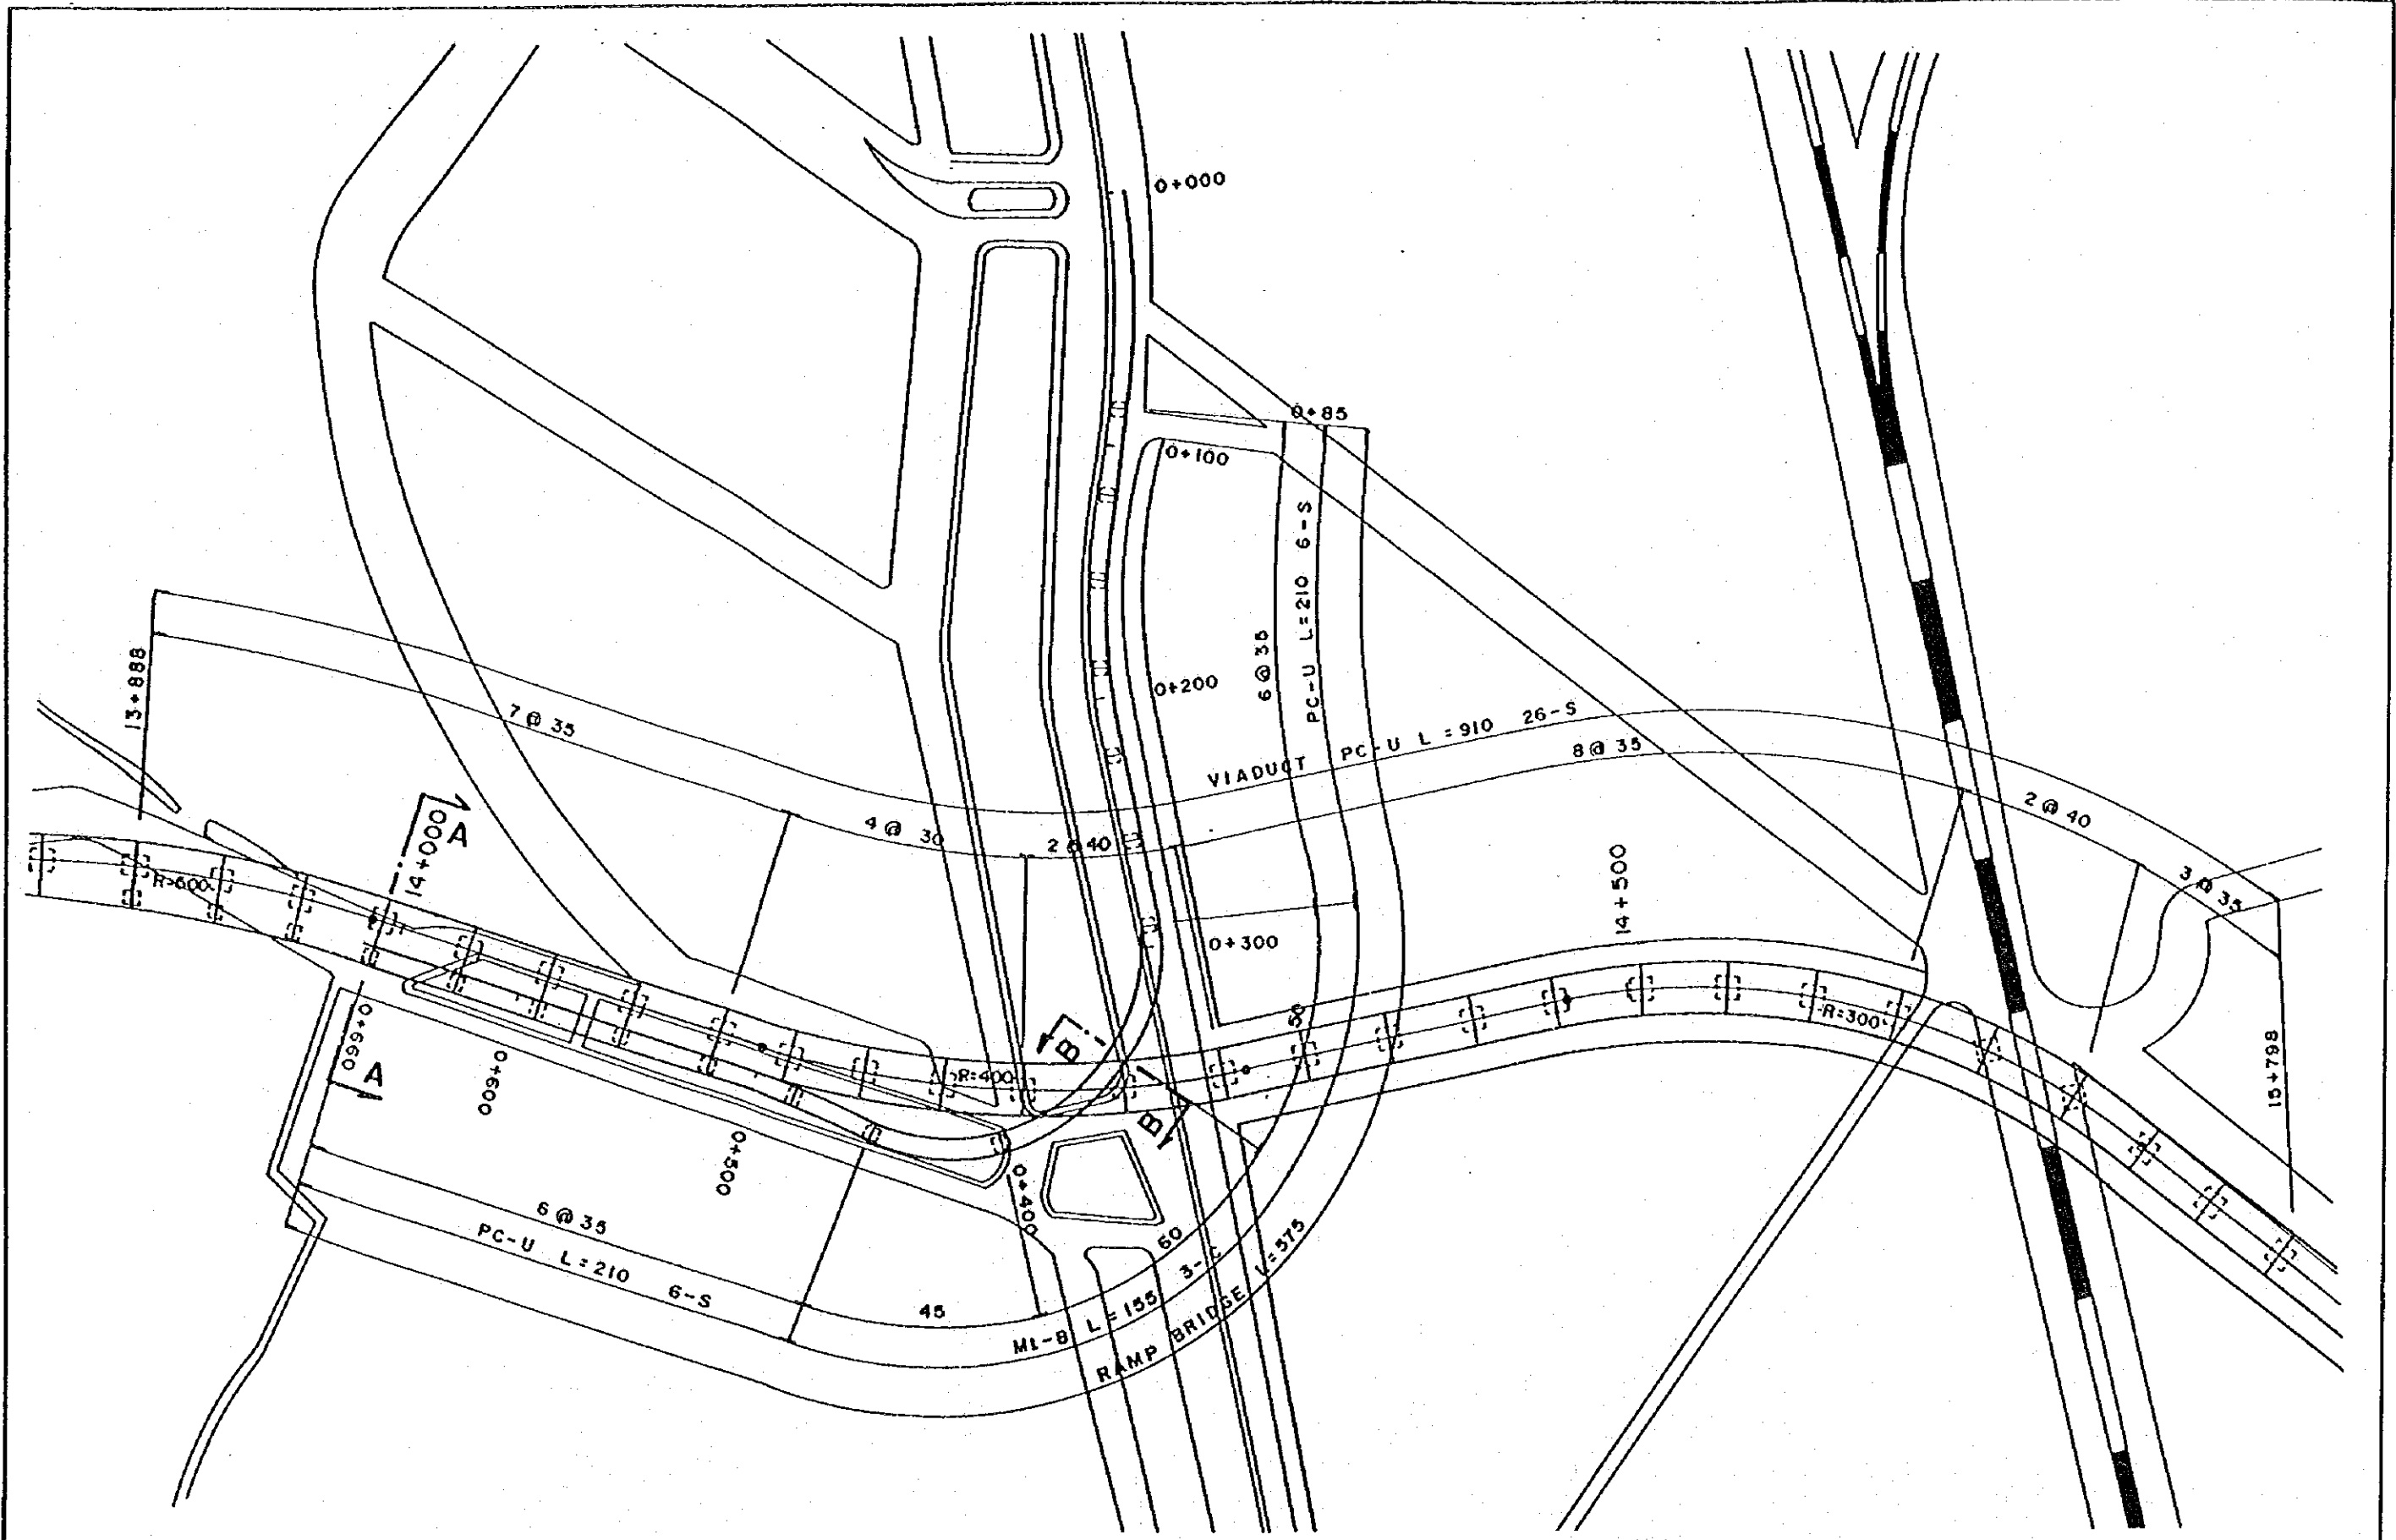 0+000
0+85
0+100
6@35
PC-U L=210 6-S
0+200
13+888
7@35
VIADUCT PC-U L=910 26-S
8@35
2@40
4@30
2@40
3@35
14+000
A
R=600
14+500
0+300
50
R=300
B
R=400
B
0+660
A
0+600
0+500
0+400
15+798
6@35
PC-U L=210 6-S
45
60
ML-8 L=155 3-C
RAMP BRIDGE L=575